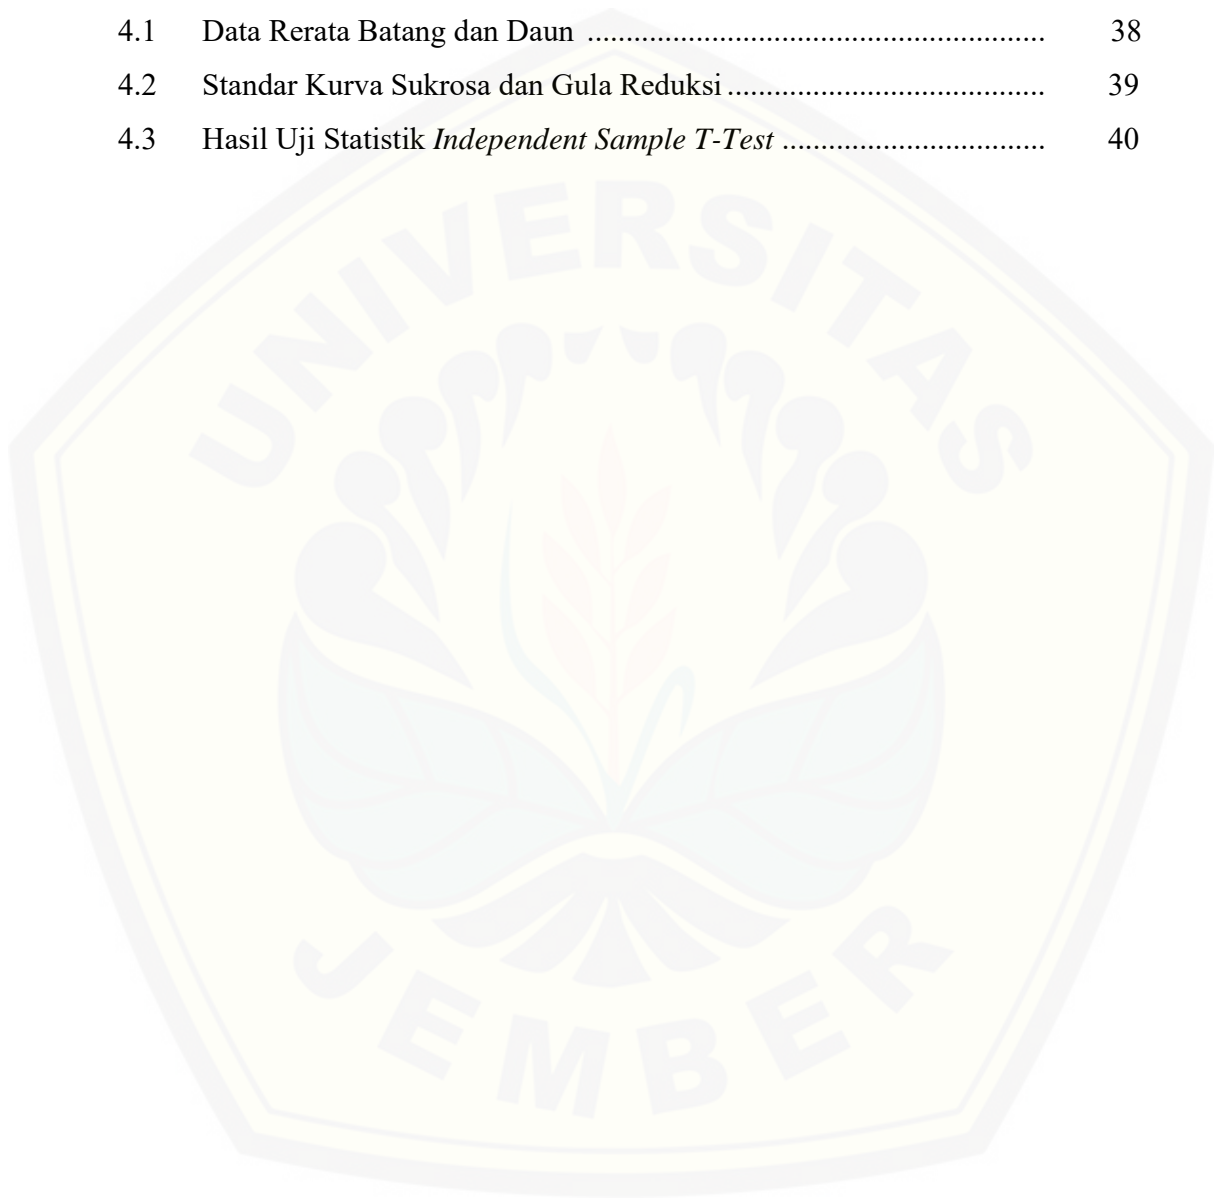 4.1 Data Rerata Batang dan Daun ........................................................... 38
4.2 Standar Kurva Sukrosa dan Gula Reduksi ......................................... 39
4.3 Hasil Uji Statistik Independent Sample T-Test .................................. 40
UNIVERSITAS
JEMBER